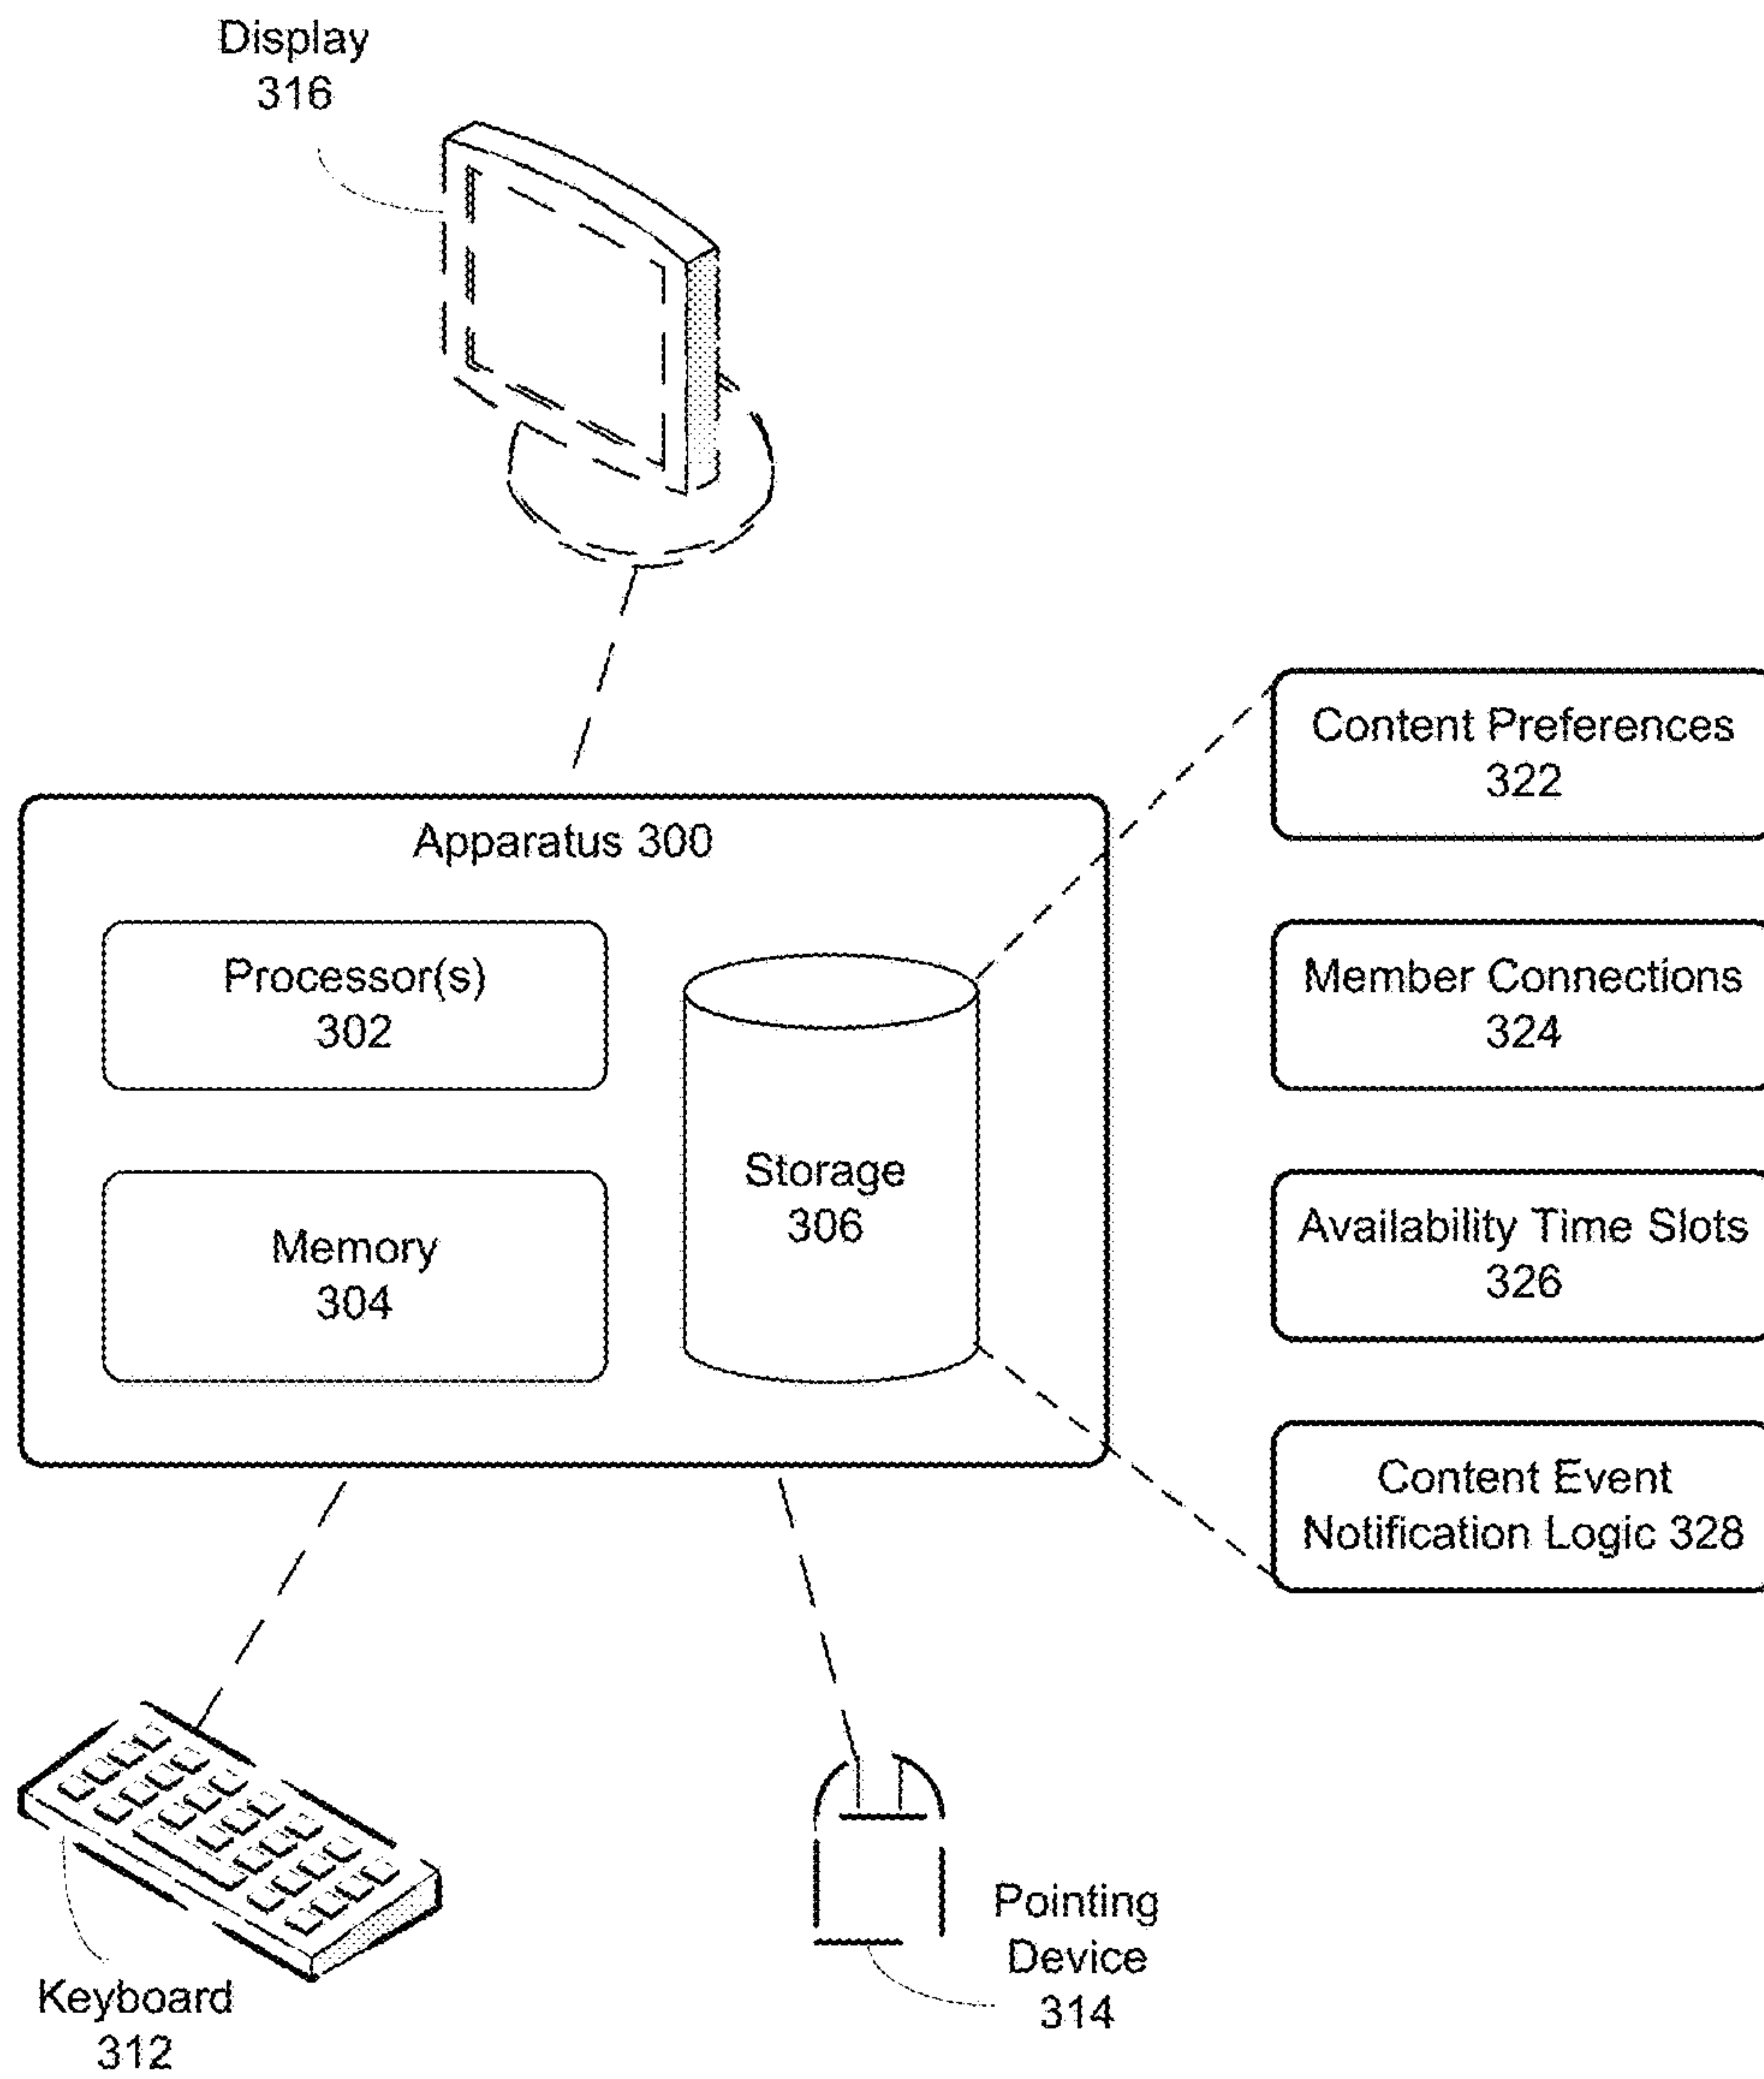 Display
316
Apparatus 300
Processor(s)
302
Memory
304
Storage
306
Content Preferences
322
Member Connections
324
Availability Time Slots
326
Content Event
Notification Logic 328
Keyboard
312
Pointing
Device
314